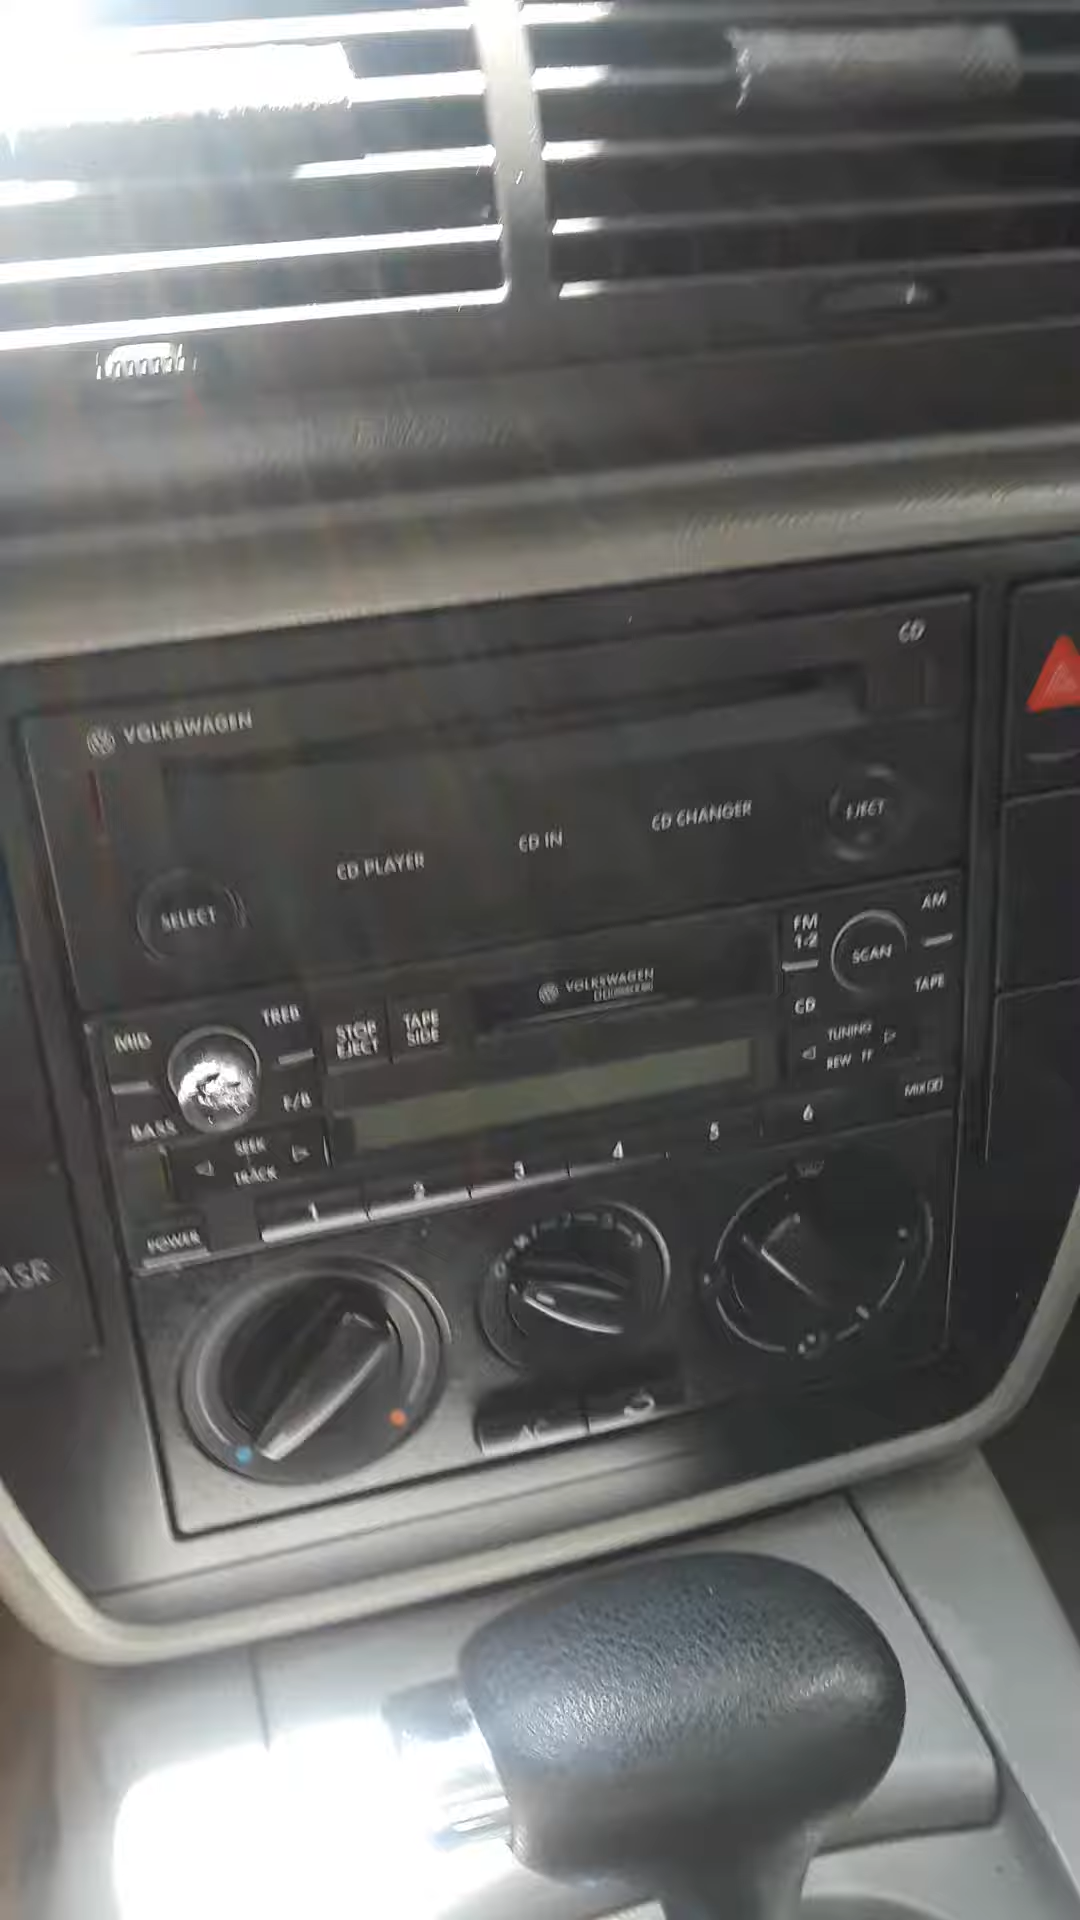 CD
VOLKSWAGEN
CD CHANGER
EJECT
CD IN
CD PLAYER
SELECT
AM
FM
1-2
SCAN
VOLKSWAGEN
TAPE
CD
TREB
MID
STOP
EJECT
TAPE
SIDE
TUNING
REW FF
MIX CD
F/B
BASS
SEEK
TRACK
1 2 3 4 5 6
POWER
ASR
AC